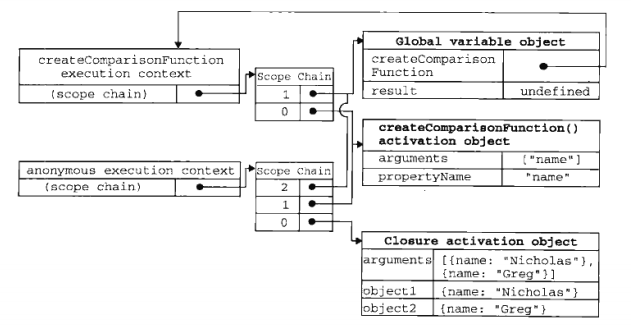 createComparisonFunction
execution context
(scope chain)
Scope Chain
1
0
Global variable object
createComparison
Function
result
undefined
createComparisonFunction()
activation object
arguments
["name"]
propertyName
"name"
anonymous execution context
(scope chain)
Scope Chain
2
1
0
Closure activation object
arguments
[{name: "Nicholas"},
{name: "Greg"}]
object1
{name: "Nicholas"}
object2
{name: "Greg"}